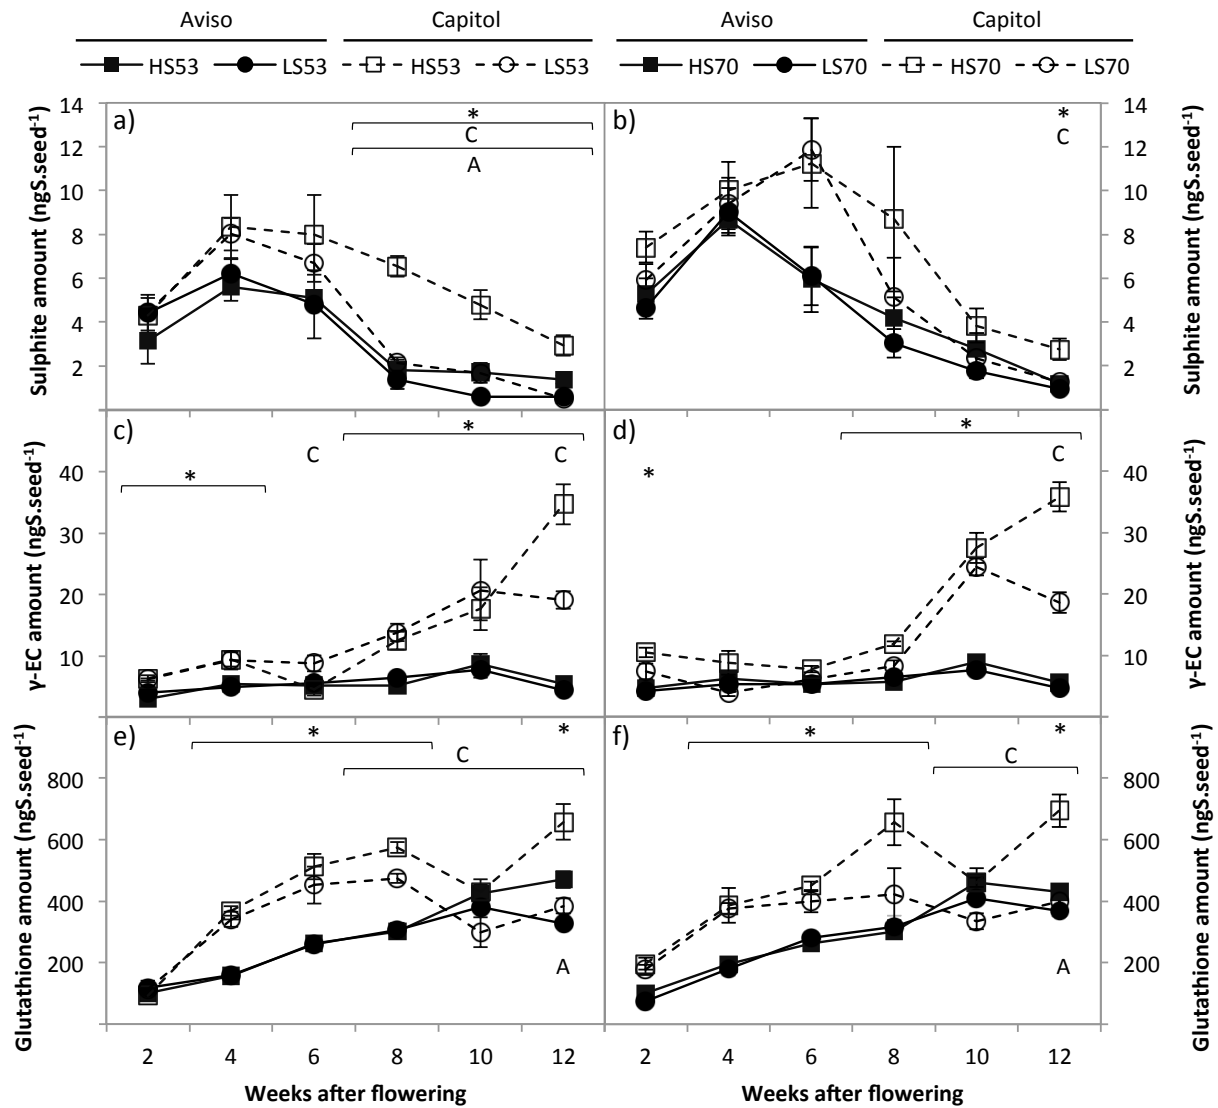 Aviso Capitol Aviso Capitol
HS53 LS53 HS53 LS53 HS70 LS70 HS70 LS70
14 a) * b) * 14
12 C C 12
A
10 10
8 8
6 6
4 4
2 2
Sulphite amount (ngS.seed⁻¹)
Sulphite amount (ngS.seed⁻¹)
c) * d) *
C C C
40 * * 40
30 30
20 20
10 10
γ-EC amount (ngS.seed⁻¹)
γ-EC amount (ngS.seed⁻¹)
e) * * f) * *
C C
800 800
600 600
400 400
200 A A 200
Glutathione amount (ngS.seed⁻¹)
Glutathione amount (ngS.seed⁻¹)
2 4 6 8 10 12 2 4 6 8 10 12
Weeks after flowering Weeks after flowering